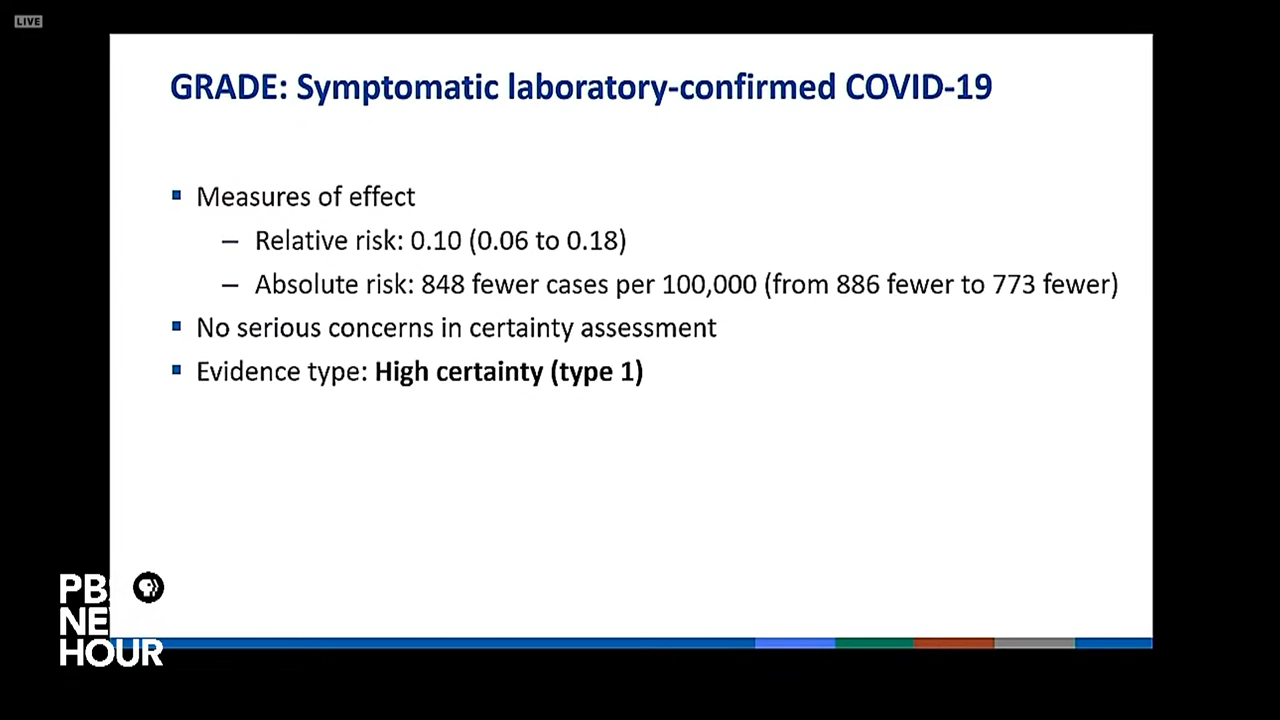 LIVE
GRADE: Symptomatic laboratory-confirmed COVID-19
▪ Measures of effect
– Relative risk: 0.10 (0.06 to 0.18)
– Absolute risk: 848 fewer cases per 100,000 (from 886 fewer to 773 fewer)
▪ No serious concerns in certainty assessment
▪ Evidence type: High certainty (type 1)
PB
NE
HOUR